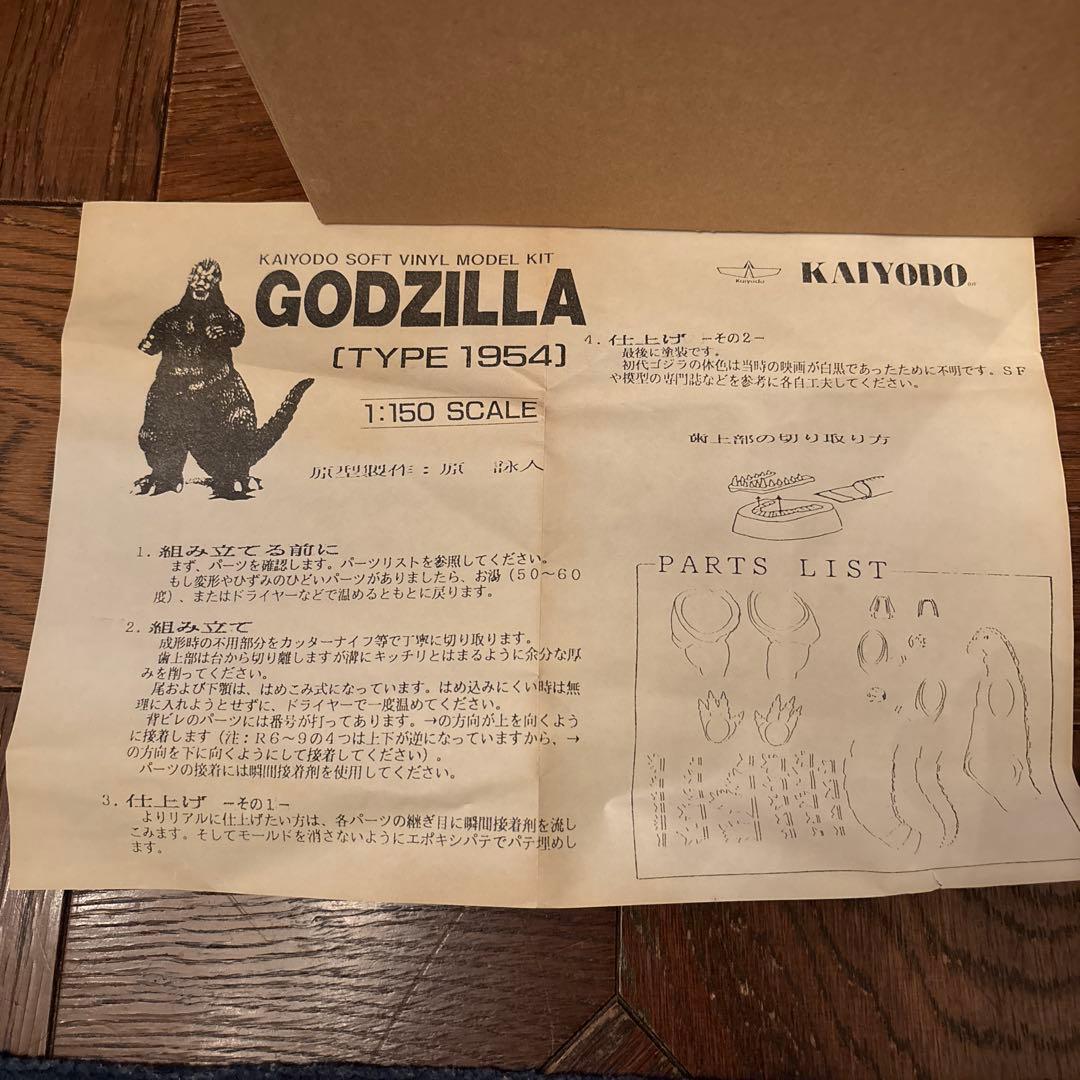 KAIYODO SOFT VINYL MODEL KIT
GODZILLA
[TYPE 1954]
1:150 SCALE
原型製作:原 詠人
1. 組み立てる前に
まず、パーツを確認します。パーツリストを参照してください。
もし変形やひずみのひどいパーツがありましたら、お湯(50〜60
度)、またはドライヤーなどで温めるともとに戻ります。
2. 組み立て
成形時の不用部分をカッターナイフ等で丁寧に切り取ります。
歯上部は台から切り離しますが溝にキッチリとはまるように余分な厚
みを削ってください。
尾および下顎は、はめこみ式になっています。はめ込みにくい時は無
理に入れようとせずに、ドライヤーで一度温めてください。
背ビレのパーツには番号が打ってあります。→の方向が上を向くよう
に接着します(注:R6〜9の4つは上下が逆になっていますから、→
の方向を下に向くようにして接着してください)。
パーツの接着には瞬間接着剤を使用してください。
3. 仕上げ −その1−
よりリアルに仕上げたい方は、各パーツの継ぎ目に瞬間接着剤を流し
こみます。そしてモールドを消さないようにエポキシパテでパテ埋めし
ます。
Kaiyodo
KAIYODO
4. 仕上げ −その2−
最後に塗装です。
初代ゴジラの体色は当時の映画が白黒であったために不明です。SF
や模型の専門誌などを参考に各自工夫してください。
歯上部の切り取り方
PARTS LIST